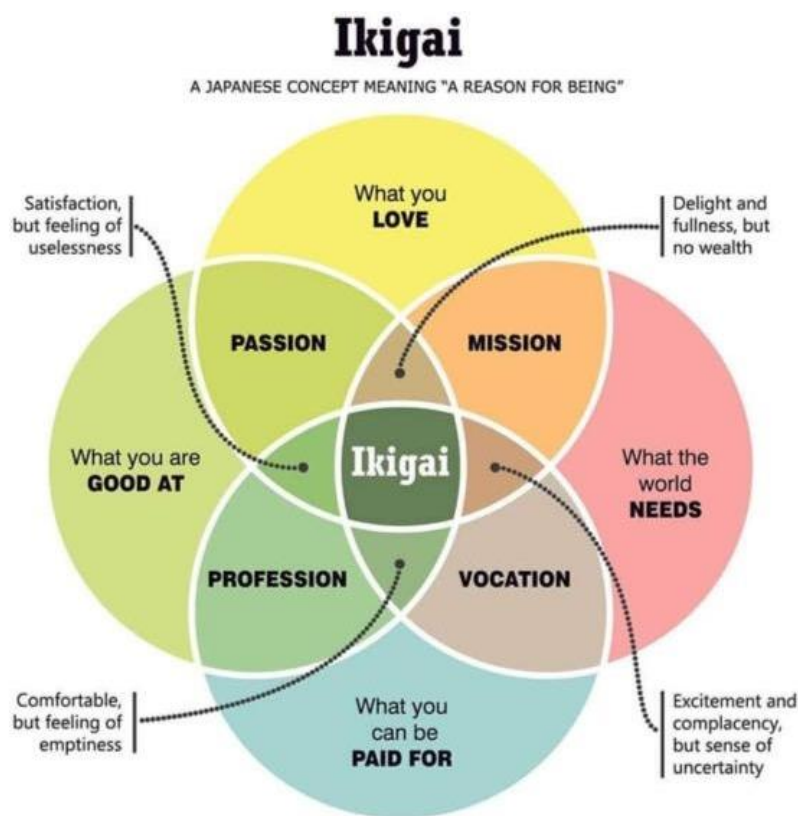 Ikigai
A JAPANESE CONCEPT MEANING "A REASON FOR BEING"
What you
LOVE
Satisfaction,
but feeling of
uselessness
Delight and
fullness, but
no wealth
PASSION
MISSION
What you are
GOOD AT
Ikigai
What the
world
NEEDS
PROFESSION
VOCATION
Comfortable,
but feeling of
emptiness
What you
can be
PAID FOR
Excitement and
complacency,
but sense of
uncertainty